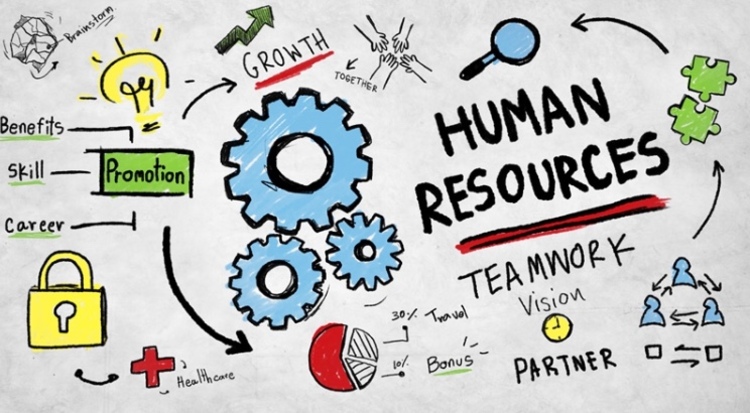 Brainstorm
GROWTH
TOGETHER
Benefits
Skill
Career
Promotion
HUMAN
RESOURCES
TEAMWORK
Vision
PARTNER
30% Travel
10% Bonus
Healthcare